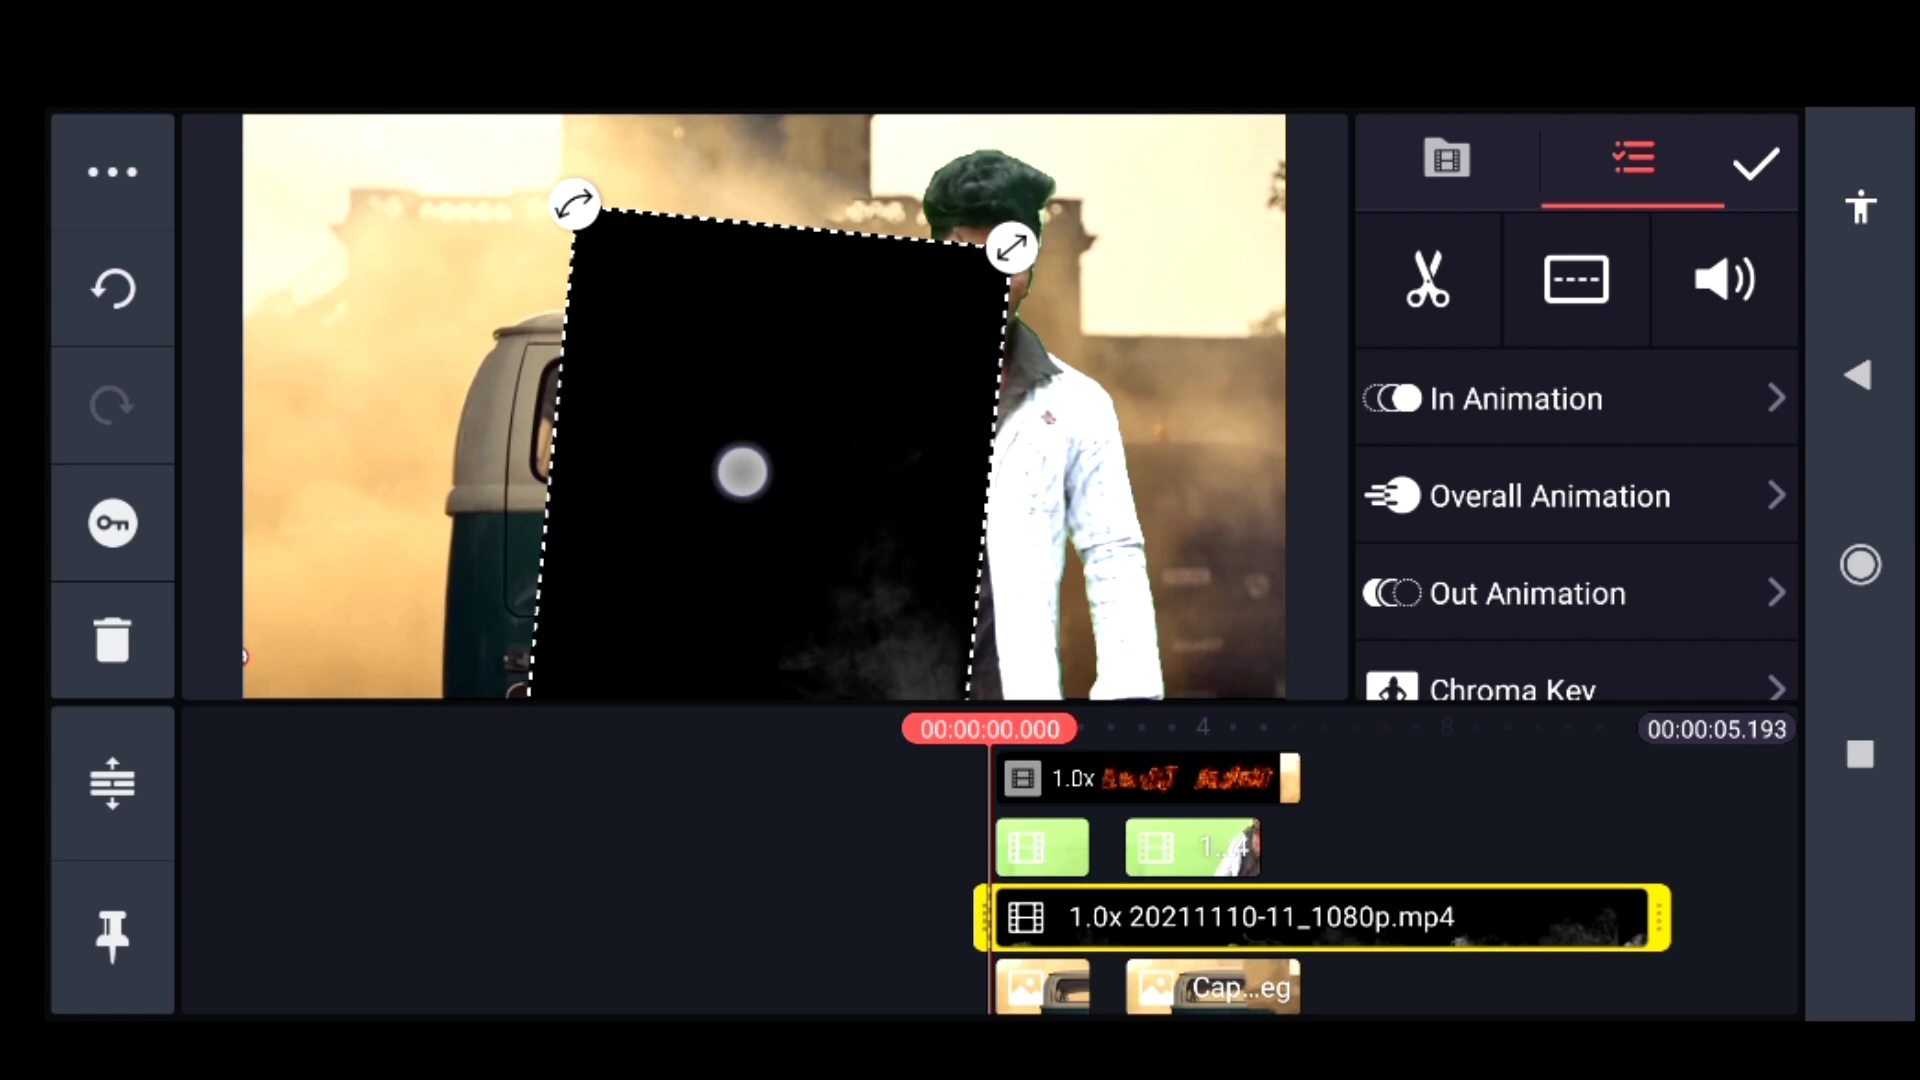 In Animation
Overall Animation
Out Animation
Chroma Key
00:00:00.000
4
8
00:00:05.193
1.0x
1...4
1.0x 20211110-11_1080p.mp4
Cap...eg